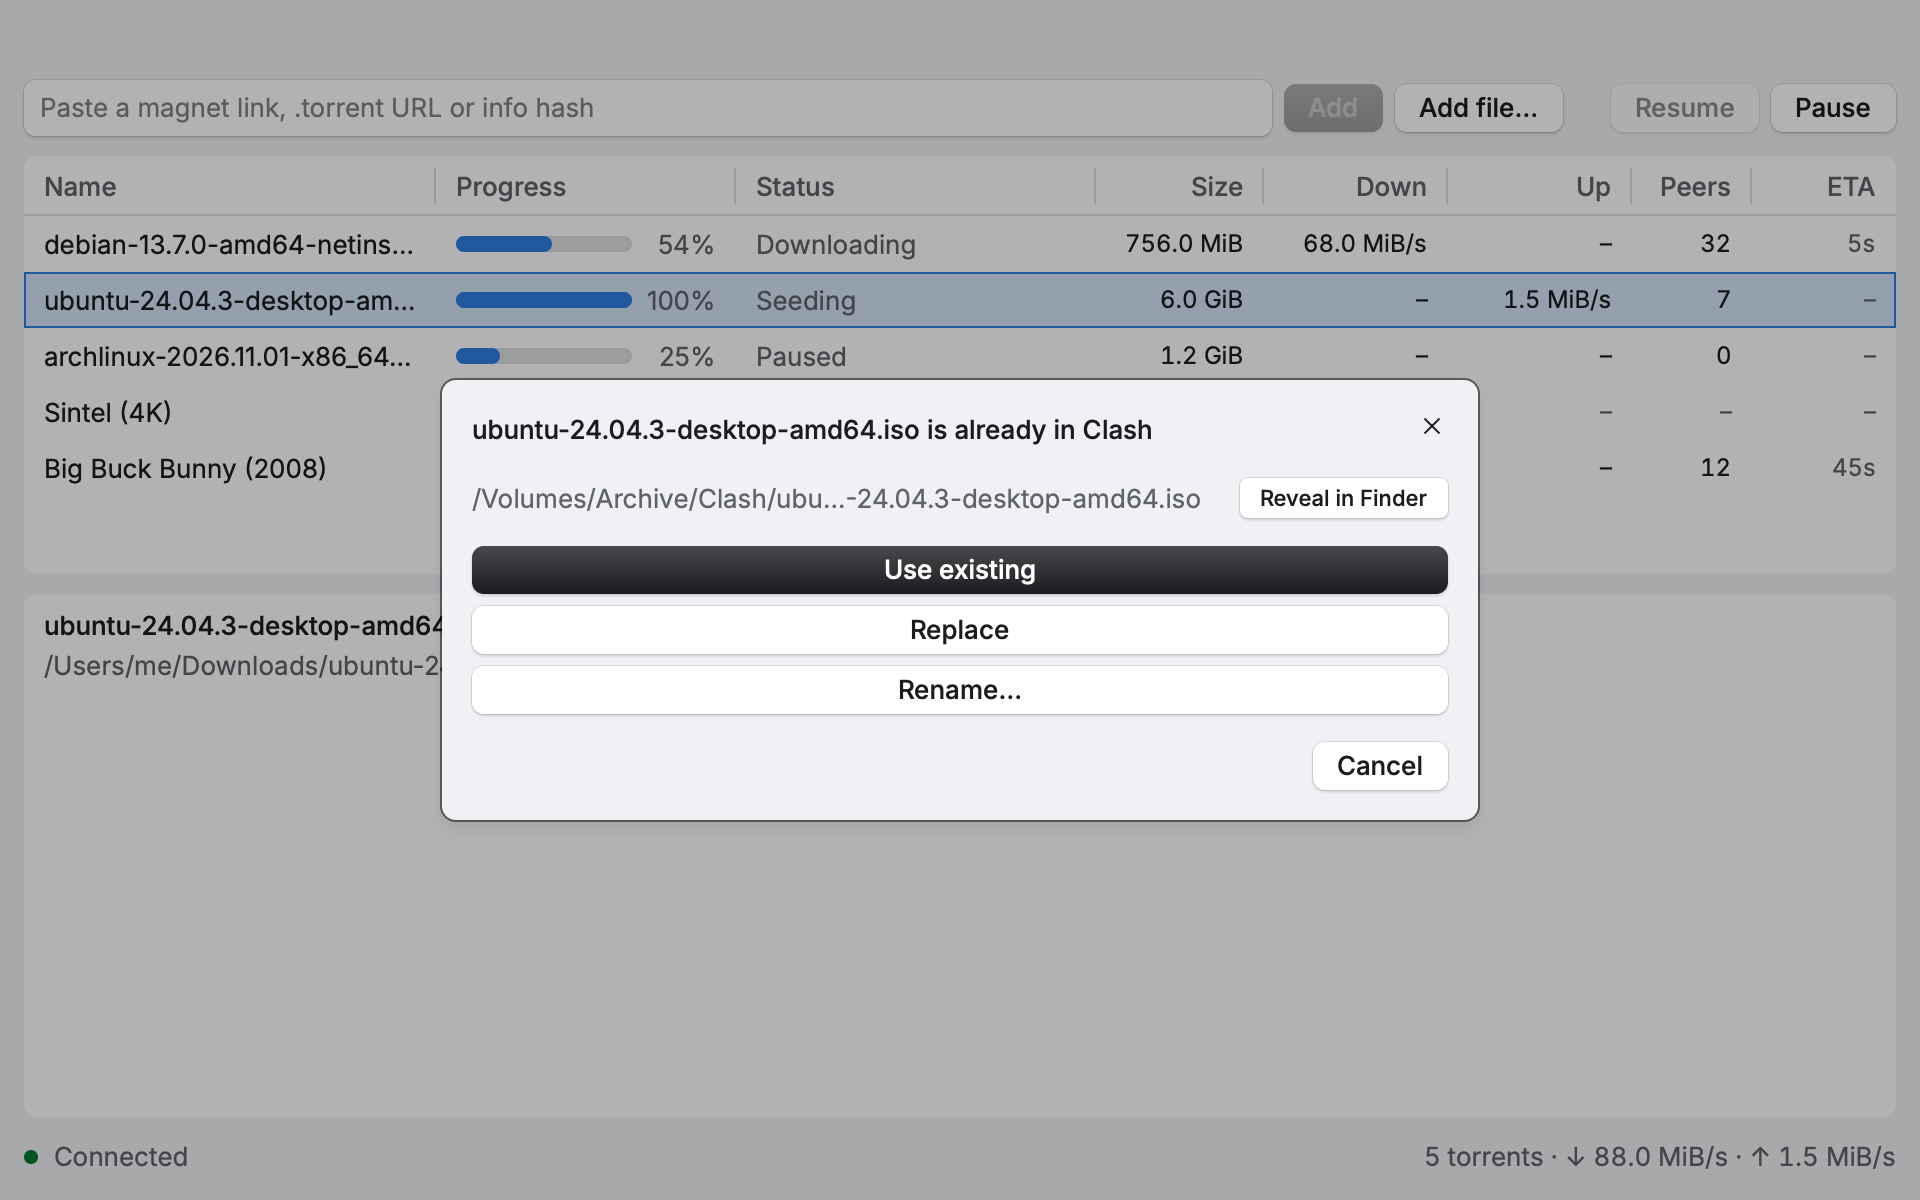 Paste a magnet link, .torrent URL or info hash Add Add file... Resume Pause
Name Progress Status Size Down Up Peers ETA
debian-13.7.0-amd64-netins... 54% Downloading 756.0 MiB 68.0 MiB/s – 32 5s
ubuntu-24.04.3-desktop-am... 100% Seeding 6.0 GiB – 1.5 MiB/s 7 –
archlinux-2026.11.01-x86_64... 25% Paused 1.2 GiB – – 0 –
Sintel (4K) – – –
Big Buck Bunny (2008) – 12 45s
ubuntu-24.04.3-desktop-amd64.iso is already in Clash
/Volumes/Archive/Clash/ubu...-24.04.3-desktop-amd64.iso Reveal in Finder
Use existing
Replace
Rename...
Cancel
ubuntu-24.04.3-desktop-amd64
/Users/me/Downloads/ubuntu-2
Connected 5 torrents · ↓ 88.0 MiB/s · ↑ 1.5 MiB/s